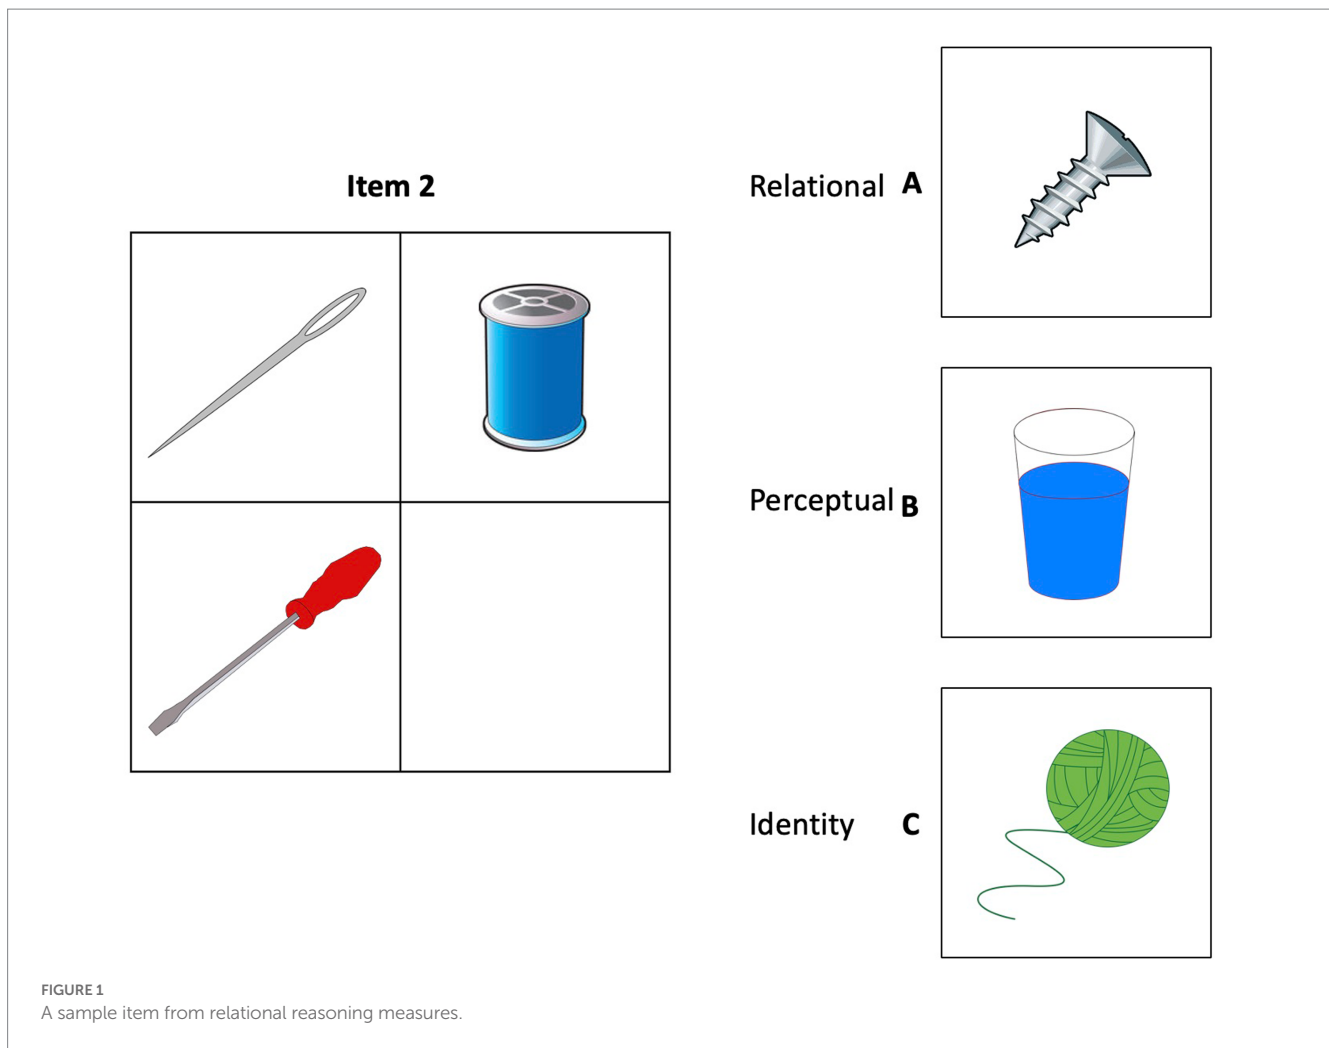 Item 2
Relational A
Perceptual B
Identity C
FIGURE 1
A sample item from relational reasoning measures.